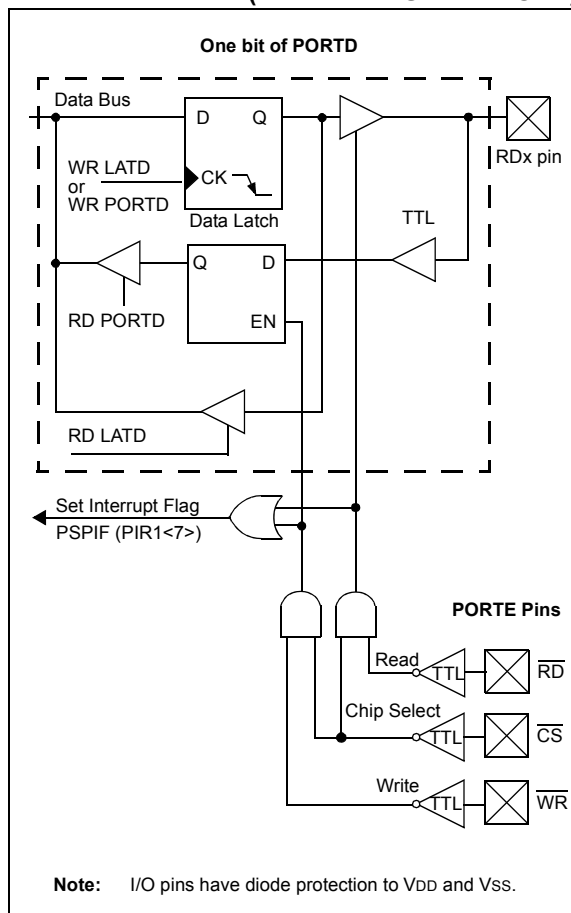 One bit of PORTD
Data Bus
D Q
RDx pin
WR LATD
or
WR PORTD
CK
Data Latch
TTL
Q D
RD PORTD
EN
RD LATD
Set Interrupt Flag
PSPIF (PIR1<7>)
PORTE Pins
Read
TTL
RD
Chip Select
TTL
CS
Write
TTL
WR
Note: I/O pins have diode protection to VDD and VSS.